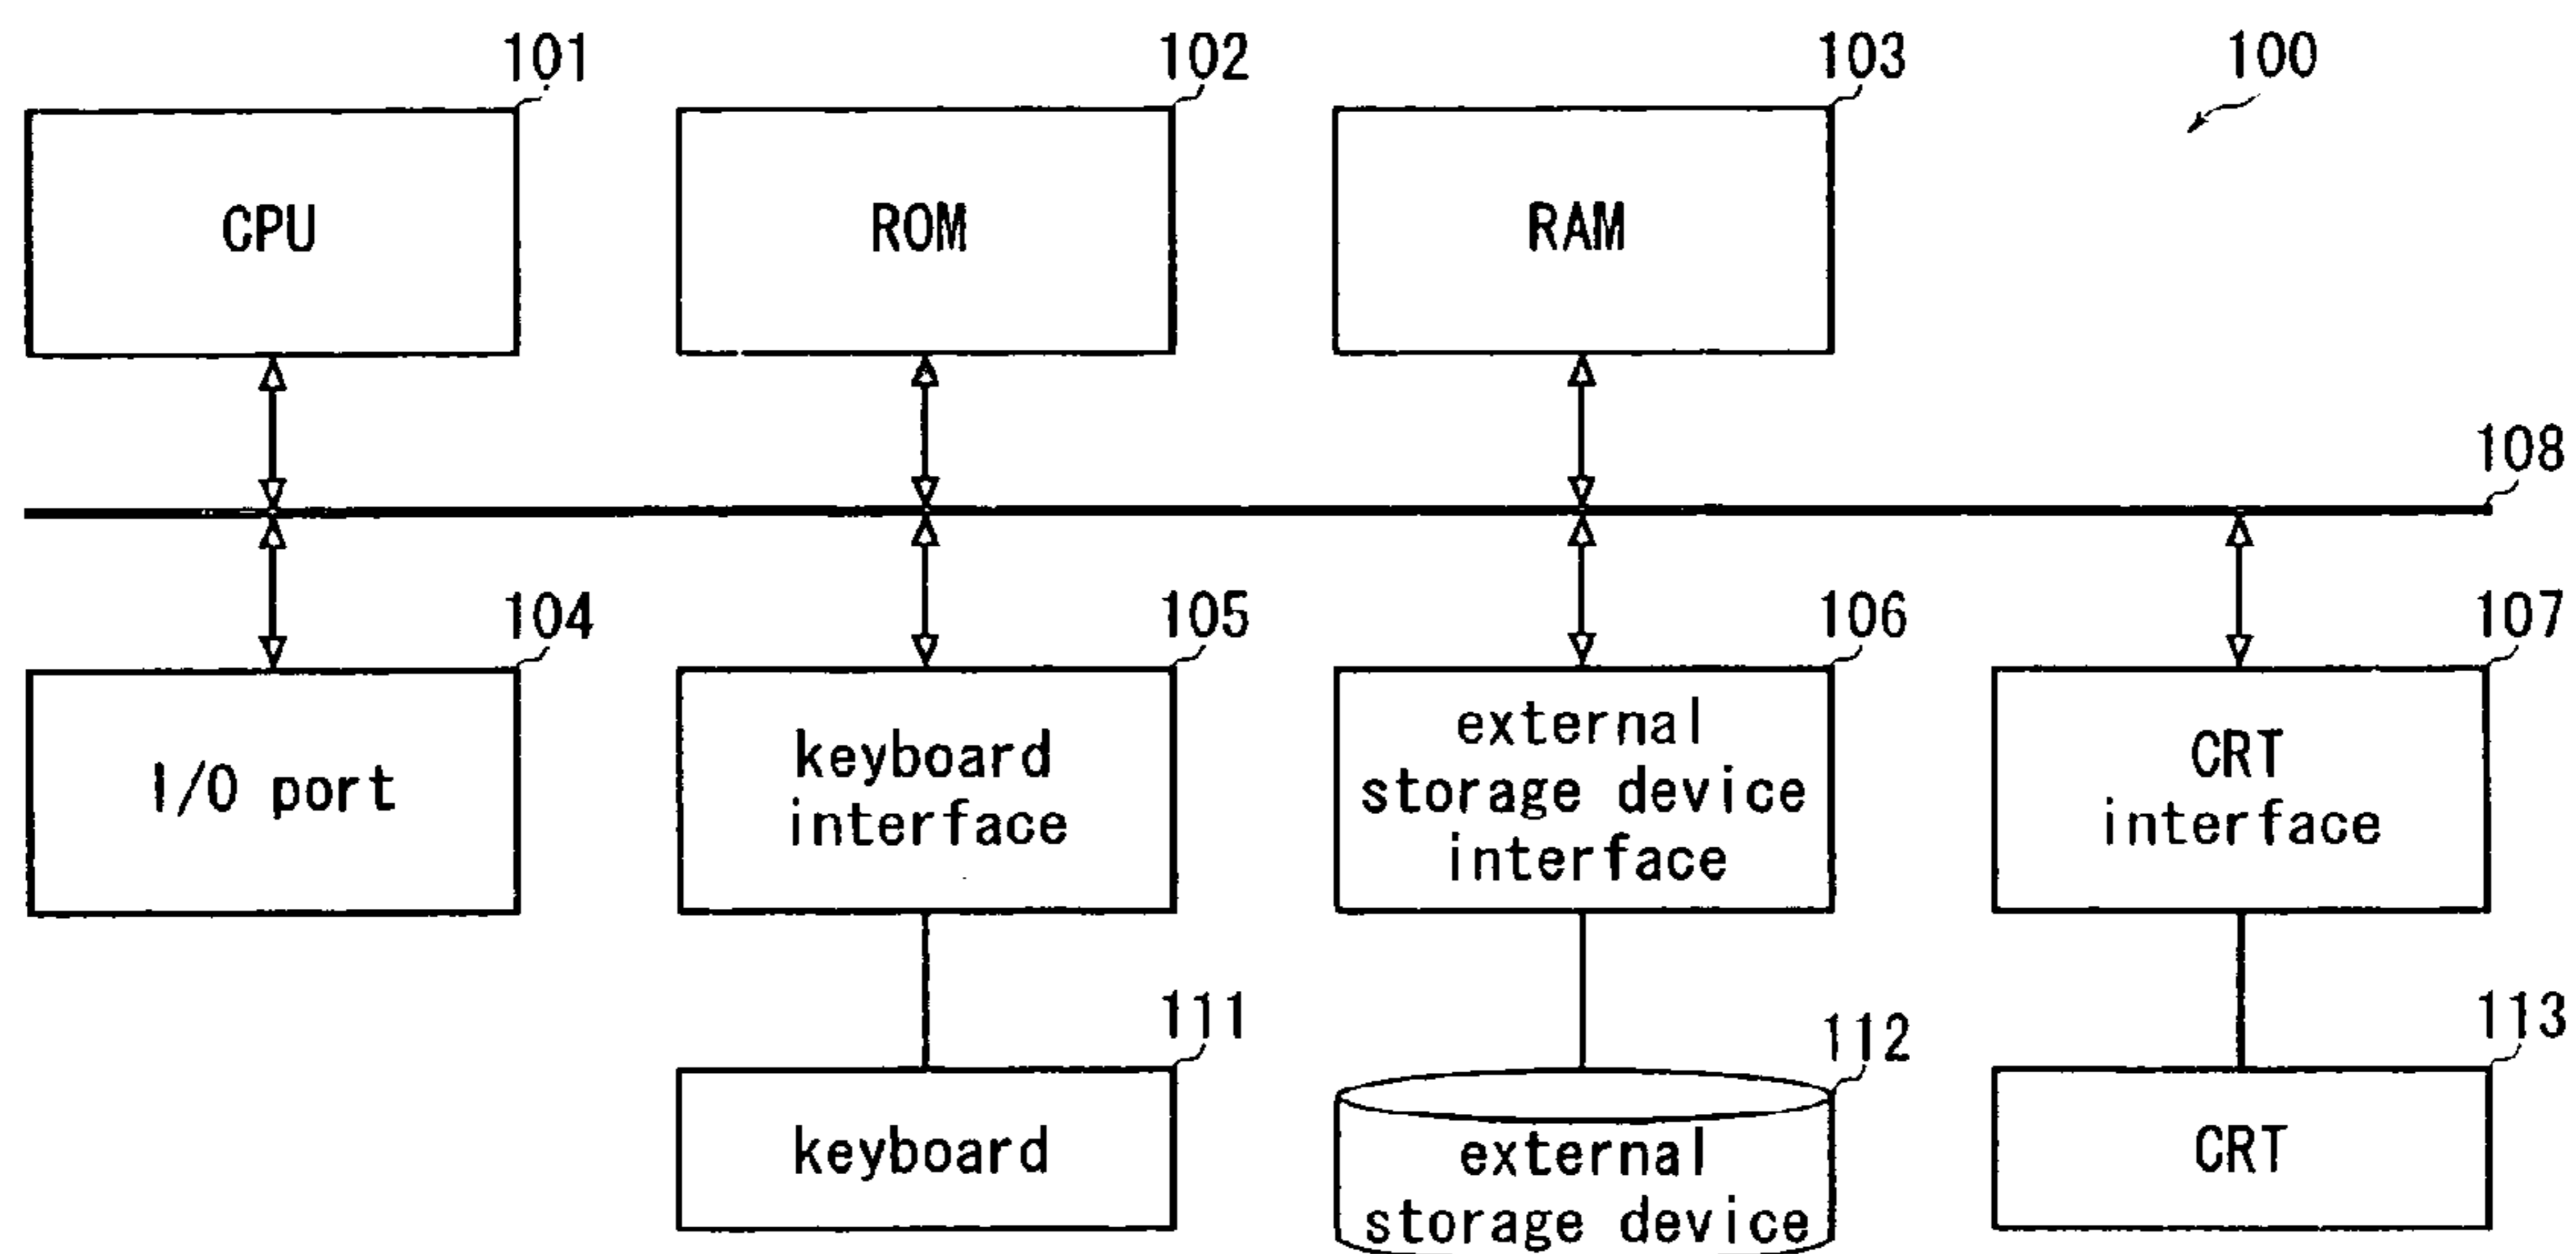 101
102
103
100
CPU
ROM
RAM
108
104
105
106
107
I/O port
keyboard
interface
external
storage device
interface
CRT
interface
111
112
113
keyboard
external
storage device
CRT